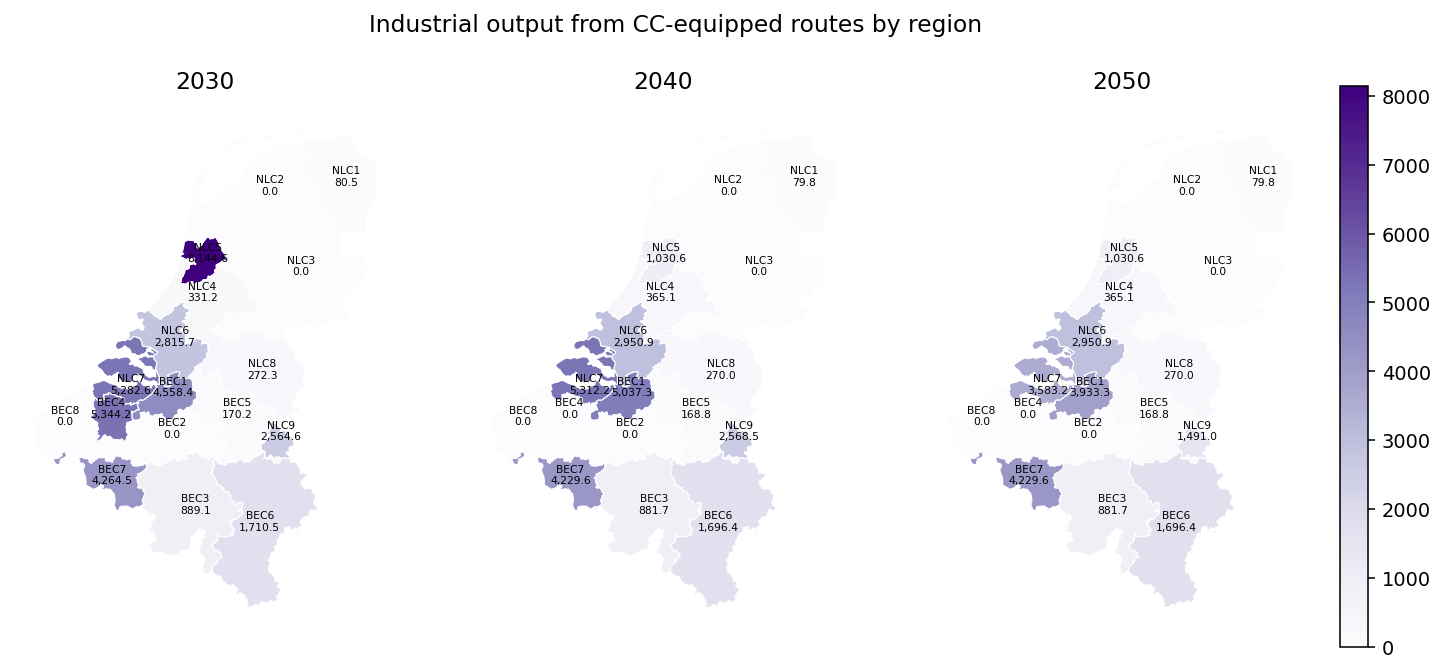 Industrial output from CC-equipped routes by region
2030
NLC1
80.5
NLC2
0.0
NLC5
8,144.6
NLC3
0.0
NLC4
331.2
NLC6
2,815.7
NLC8
272.3
NLC7
5,282.6
BEC1
4,558.4
BEC4
5,344.2
BEC5
170.2
BEC8
0.0
BEC2
0.0
NLC9
2,564.6
BEC7
4,264.5
BEC3
889.1
BEC6
1,710.5
2040
NLC1
79.8
NLC2
0.0
NLC5
1,030.6
NLC3
0.0
NLC4
365.1
NLC6
2,950.9
NLC8
270.0
NLC7
5,312.2
BEC1
5,037.3
BEC4
0.0
BEC5
168.8
BEC8
0.0
BEC2
0.0
NLC9
2,568.5
BEC7
4,229.6
BEC3
881.7
BEC6
1,696.4
2050
NLC1
79.8
NLC2
0.0
NLC5
1,030.6
NLC3
0.0
NLC4
365.1
NLC6
2,950.9
NLC8
270.0
NLC7
3,583.2
BEC1
3,933.3
BEC4
0.0
BEC5
168.8
BEC8
0.0
BEC2
0.0
NLC9
1,491.0
BEC7
4,229.6
BEC3
881.7
BEC6
1,696.4
8000
7000
6000
5000
4000
3000
2000
1000
0